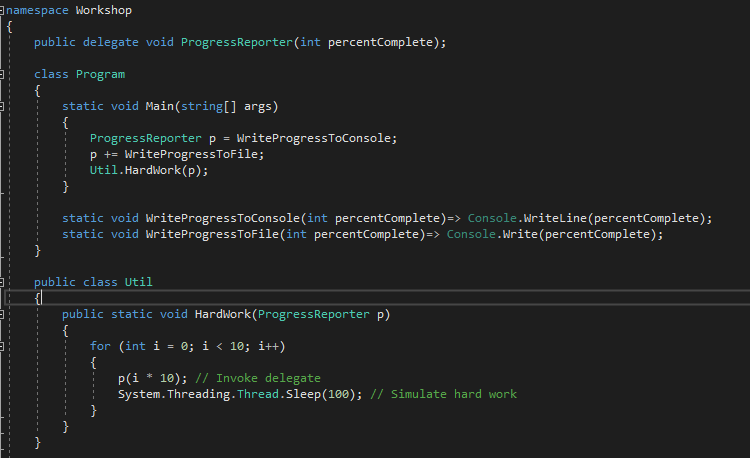 namespace Workshop
{
    public delegate void ProgressReporter(int percentComplete);

    class Program
    {
        static void Main(string[] args)
        {
            ProgressReporter p = WriteProgressToConsole;
            p += WriteProgressToFile;
            Util.HardWork(p);
        }

        static void WriteProgressToConsole(int percentComplete)=> Console.WriteLine(percentComplete);
        static void WriteProgressToFile(int percentComplete)=> Console.Write(percentComplete);
    }

    public class Util
    {
        public static void HardWork(ProgressReporter p)
        {
            for (int i = 0; i < 10; i++)
            {
                p(i * 10); // Invoke delegate
                System.Threading.Thread.Sleep(100); // Simulate hard work
            }
        }
    }